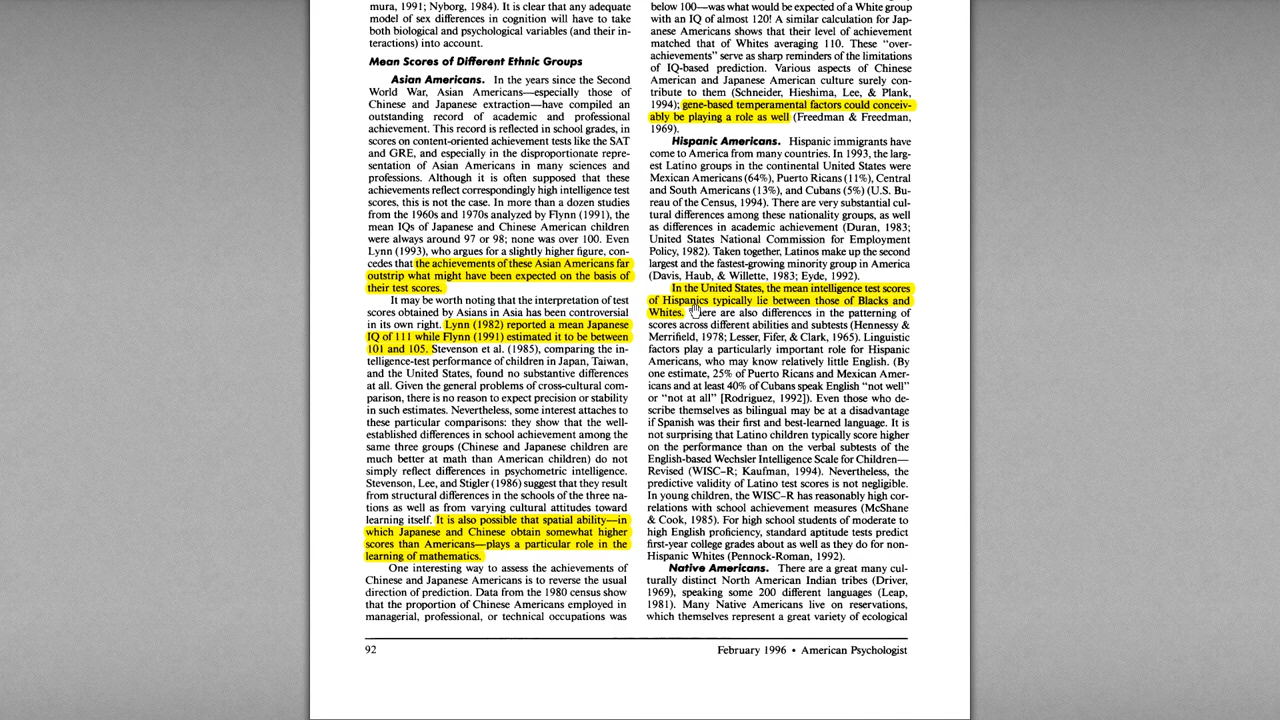 mura, 1991; Nyborg, 1984). It is clear that any adequate
model of sex differences in cognition will have to take
both biological and psychological variables (and their in-
teractions) into account.
Mean Scores of Different Ethnic Groups
Asian Americans. In the years since the Second
World War, Asian Americans—especially those of
Chinese and Japanese extraction—have compiled an
outstanding record of academic and professional
achievement. This record is reflected in school grades, in
scores on content-oriented achievement tests like the SAT
and GRE, and especially in the disproportionate repre-
sentation of Asian Americans in many sciences and
professions. Although it is often supposed that these
achievements reflect correspondingly high intelligence test
scores, this is not the case. In more than a dozen studies
from the 1960s and 1970s analyzed by Flynn (1991), the
mean IQs of Japanese and Chinese American children
were always around 97 or 98; none was over 100. Even
Lynn (1993), who argues for a slightly higher figure, con-
cedes that the achievements of these Asian Americans far
outstrip what might have been expected on the basis of
their test scores.
It may be worth noting that the interpretation of test
scores obtained by Asians in Asia has been controversial
in its own right. Lynn (1982) reported a mean Japanese
IQ of 111 while Flynn (1991) estimated it to be between
101 and 105. Stevenson et al. (1985), comparing the in-
telligence-test performance of children in Japan, Taiwan,
and the United States, found no substantive differences
at all. Given the general problems of cross-cultural com-
parison, there is no reason to expect precision or stability
in such estimates. Nevertheless, some interest attaches to
these particular comparisons: they show that the well-
established differences in school achievement among the
same three groups (Chinese and Japanese children are
much better at math than American children) do not
simply reflect differences in psychometric intelligence.
Stevenson, Lee, and Stigler (1986) suggest that they result
from structural differences in the schools of the three na-
tions as well as from varying cultural attitudes toward
learning itself. It is also possible that spatial ability—in
which Japanese and Chinese obtain somewhat higher
scores than Americans—plays a particular role in the
learning of mathematics.
One interesting way to assess the achievements of
Chinese and Japanese Americans is to reverse the usual
direction of prediction. Data from the 1980 census show
that the proportion of Chinese Americans employed in
managerial, professional, or technical occupations was
below 100—was what would be expected of a White group
with an IQ of almost 120! A similar calculation for Jap-
anese Americans shows that their level of achievement
matched that of Whites averaging 110. These "over-
achievements" serve as sharp reminders of the limitations
of IQ-based prediction. Various aspects of Chinese
American and Japanese American culture surely con-
tribute to them (Schneider, Hieshima, Lee, & Plank,
1994); gene-based temperamental factors could conceiv-
ably be playing a role as well (Freedman & Freedman,
1969).
Hispanic Americans. Hispanic immigrants have
come to America from many countries. In 1993, the larg-
est Latino groups in the continental United States were
Mexican Americans (64%), Puerto Ricans (11%), Central
and South Americans (13%), and Cubans (5%) (U.S. Bu-
reau of the Census, 1994). There are very substantial cul-
tural differences among these nationality groups, as well
as differences in academic achievement (Duran, 1983;
United States National Commission for Employment
Policy, 1982). Taken together, Latinos make up the second
largest and the fastest-growing minority group in America
(Davis, Haub, & Willette, 1983; Eyde, 1992).
In the United States, the mean intelligence test scores
of Hispanics typically lie between those of Blacks and
Whites. There are also differences in the patterning of
scores across different abilities and subtests (Hennessy &
Merrifield, 1978; Lesser, Fifer, & Clark, 1965). Linguistic
factors play a particularly important role for Hispanic
Americans, who may know relatively little English. (By
one estimate, 25% of Puerto Ricans and Mexican Amer-
icans and at least 40% of Cubans speak English "not well"
or "not at all" [Rodriguez, 1992]). Even those who de-
scribe themselves as bilingual may be at a disadvantage
if Spanish was their first and best-learned language. It is
not surprising that Latino children typically score higher
on the performance than on the verbal subtests of the
English-based Wechsler Intelligence Scale for Children—
Revised (WISC-R; Kaufman, 1994). Nevertheless, the
predictive validity of Latino test scores is not negligible.
In young children, the WISC-R has reasonably high cor-
relations with school achievement measures (McShane
& Cook, 1985). For high school students of moderate to
high English proficiency, standard aptitude tests predict
first-year college grades about as well as they do for non-
Hispanic Whites (Pennock-Roman, 1992).
Native Americans. There are a great many cul-
turally distinct North American Indian tribes (Driver,
1969), speaking some 200 different languages (Leap,
1981). Many Native Americans live on reservations,
which themselves represent a great variety of ecological
92
February 1996 • American Psychologist